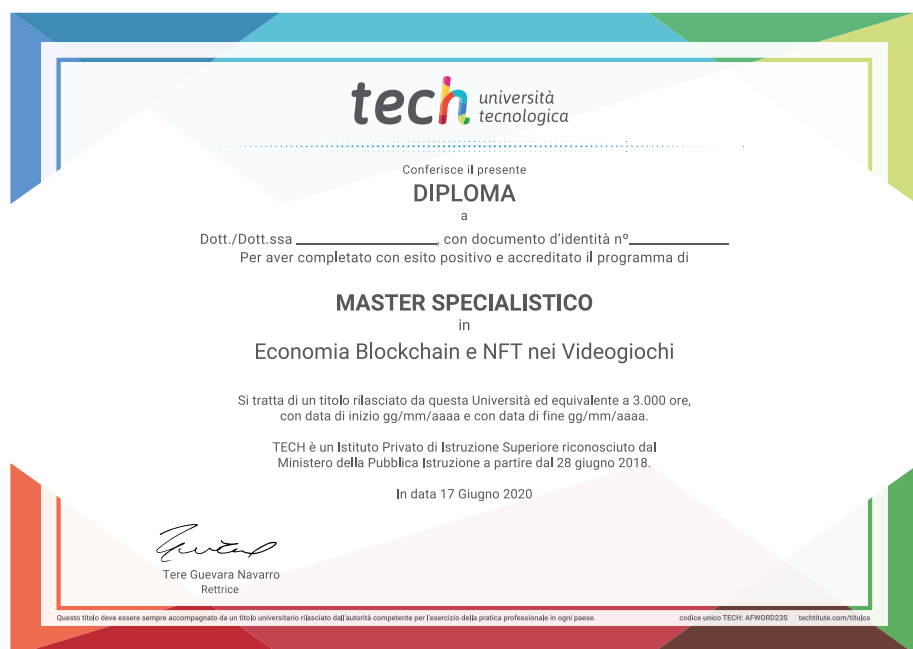 tech università
tecnologica
Conferisce il presente
DIPLOMA
a
Dott./Dott.ssa __________________, con documento d'identità nº_____________
Per aver completato con esito positivo e accreditato il programma di
MASTER SPECIALISTICO
in
Economia Blockchain e NFT nei Videogiochi
Si tratta di un titolo rilasciato da questa Università ed equivalente a 3.000 ore,
con data di inizio gg/mm/aaaa e con data di fine gg/mm/aaaa.
TECH è un Istituto Privato di Istruzione Superiore riconosciuto dal
Ministero della Pubblica Istruzione a partire dal 28 giugno 2018.
In data 17 Giugno 2020
Tere Guevara Navarro
Rettrice
Questo titolo deve essere sempre accompagnato da un titolo universitario rilasciato dall'autorità competente per l'esercizio della pratica professionale in ogni paese. codice unico TECH: AFWORD23S techtitute.com/titulos